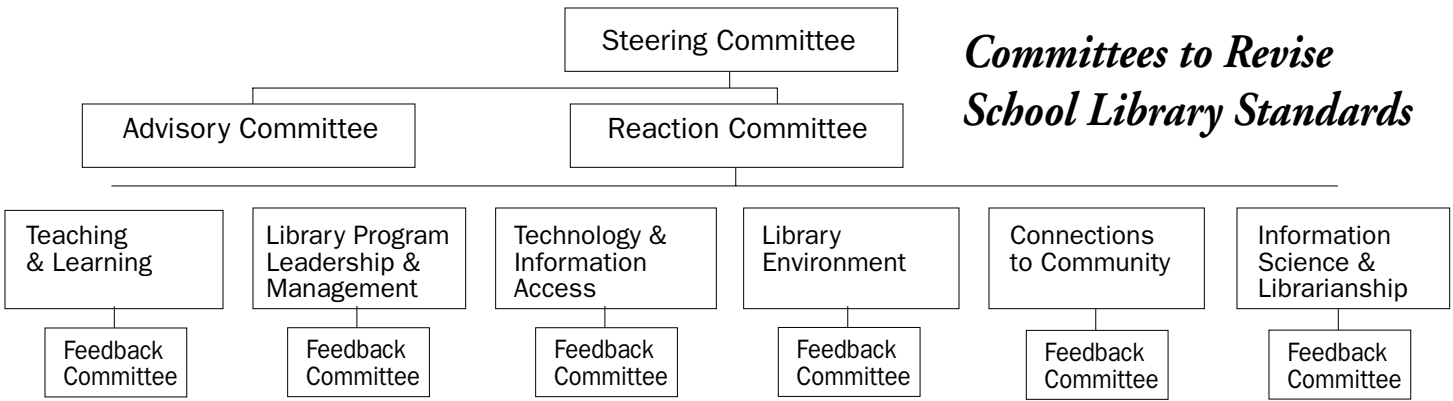 Steering Committee
Committees to Revise
School Library Standards
Advisory Committee
Reaction Committee
Teaching
& Learning
Library Program
Leadership &
Management
Technology &
Information
Access
Library
Environment
Connections
to Community
Information
Science &
Librarianship
Feedback
Committee
Feedback
Committee
Feedback
Committee
Feedback
Committee
Feedback
Committee
Feedback
Committee